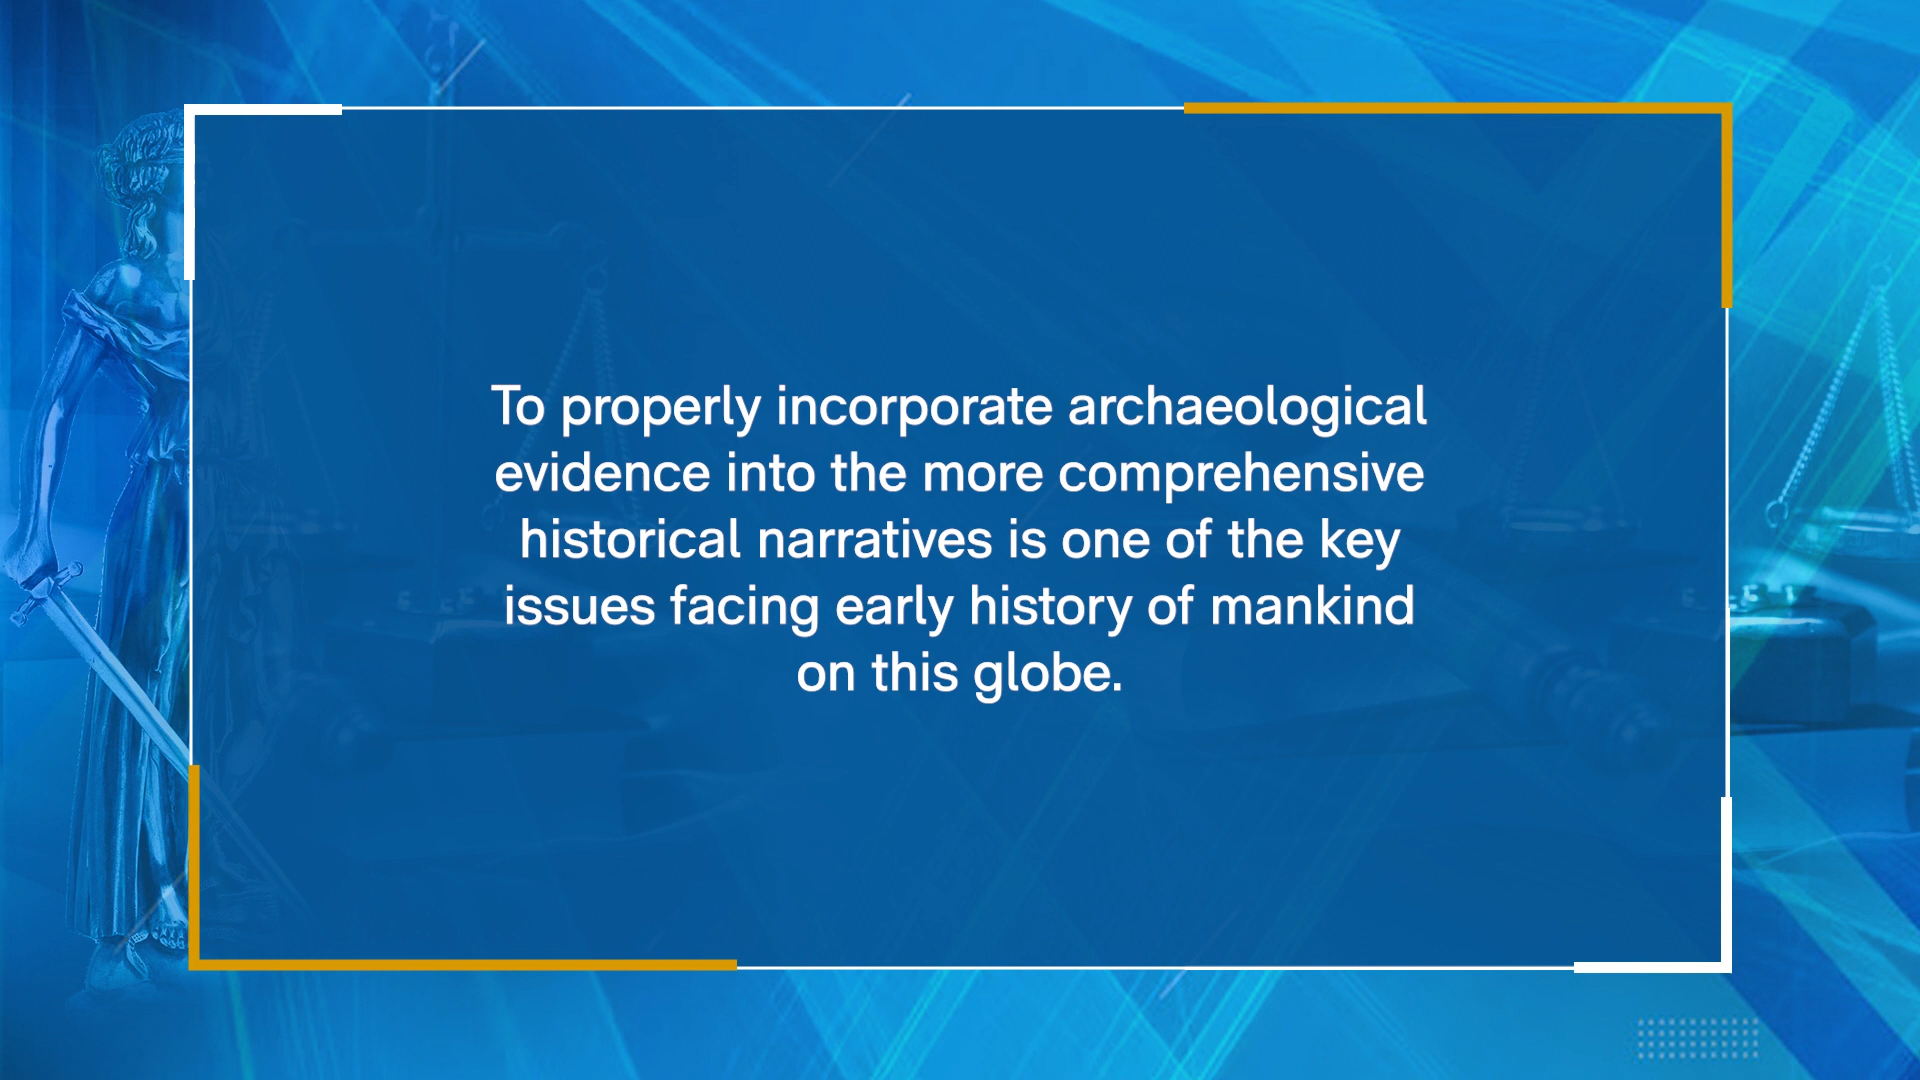 To properly incorporate archaeological
evidence into the more comprehensive
historical narratives is one of the key
issues facing early history of mankind
on this globe.